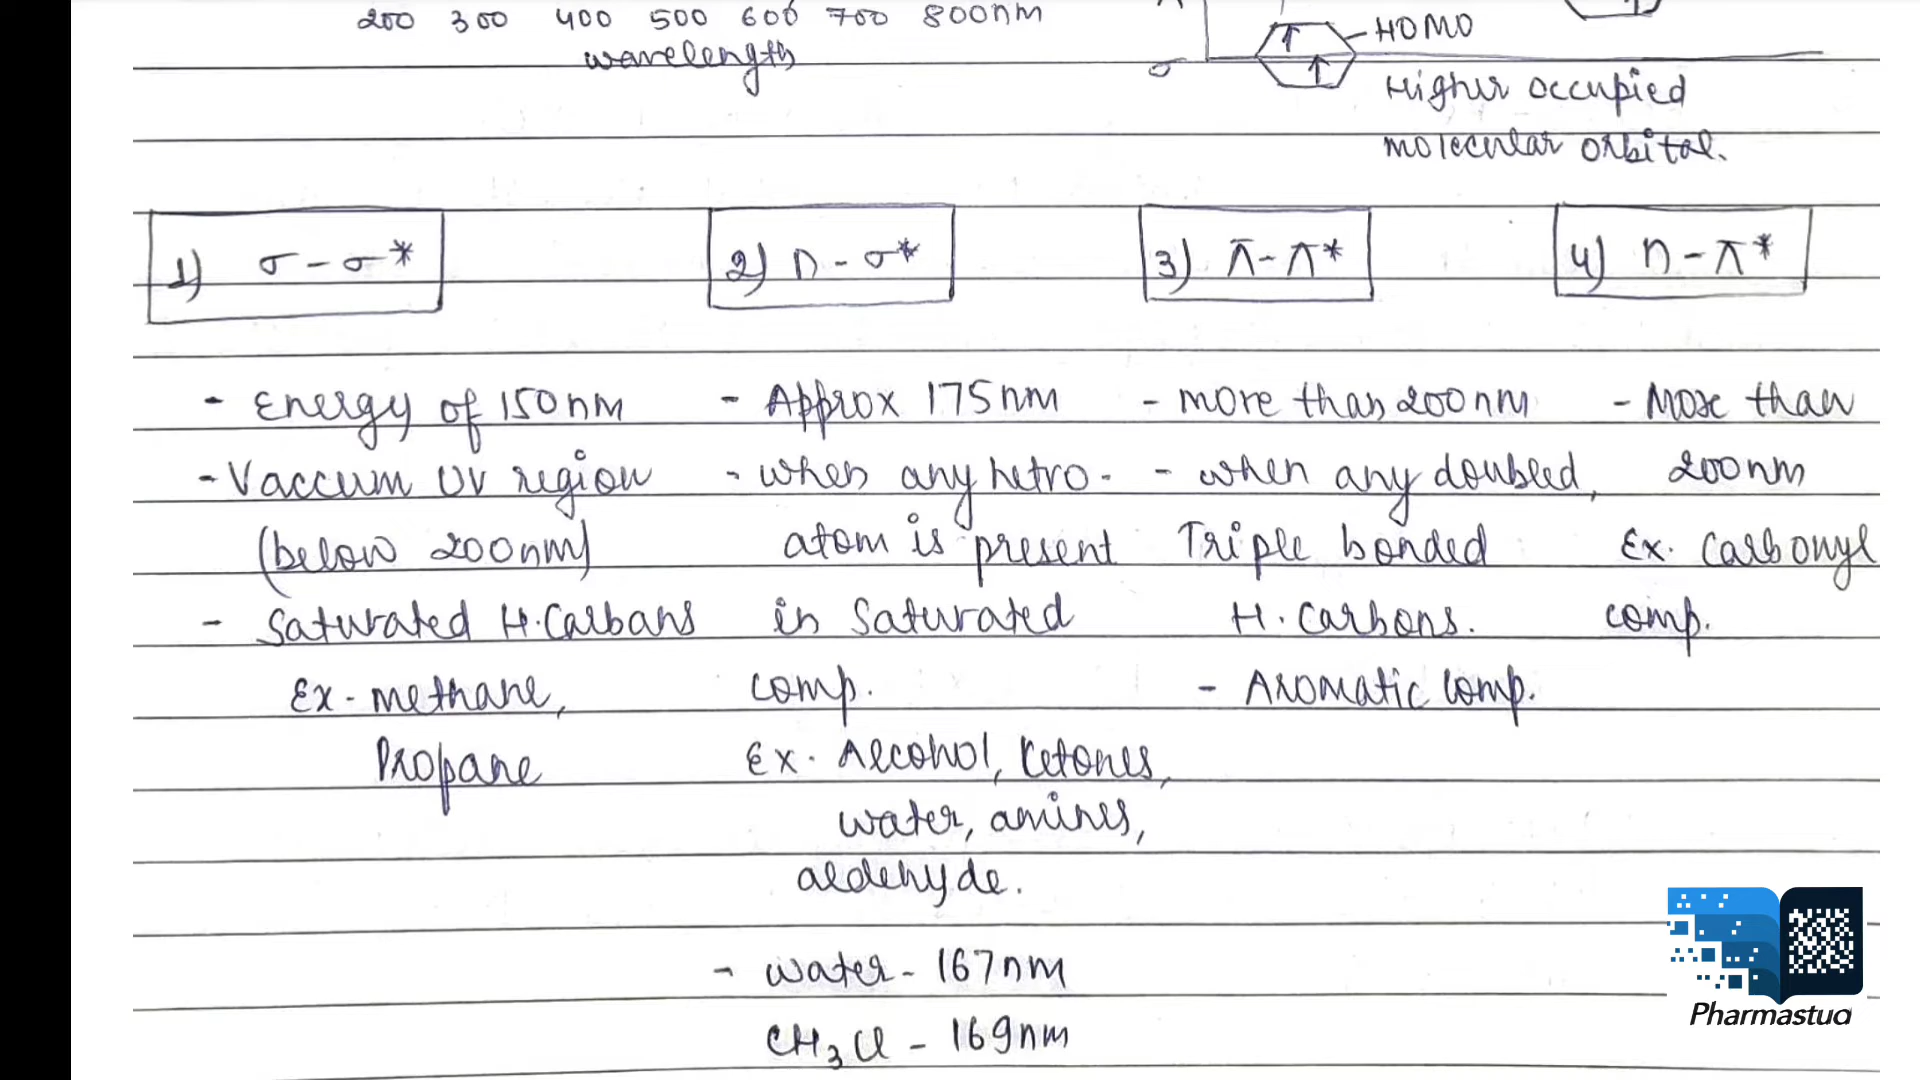 200 300 400 500 600 700 800nm
wavelength
HOMO
σ
Higher occupied
molecular orbital.
1) σ - σ*
2) n - σ*
3) π - π*
4) n - π*
- Energy of 150nm
- Vaccum UV region
(below 200nm)
- Saturated H.Carbans
Ex - methane,
Propane
- Approx 175nm
- when any hetro-
atom is present
in saturated
comp.
Ex. Alcohol, Ketones,
water, amines,
aldehyde.
- water - 167nm
CH3Cl - 169nm
- more than 200nm
- when any doubled,
Triple bonded
H.Carbons.
- Aromatic comp.
- More than
200nm
Ex. Carbonyl
comp.
Pharmastud